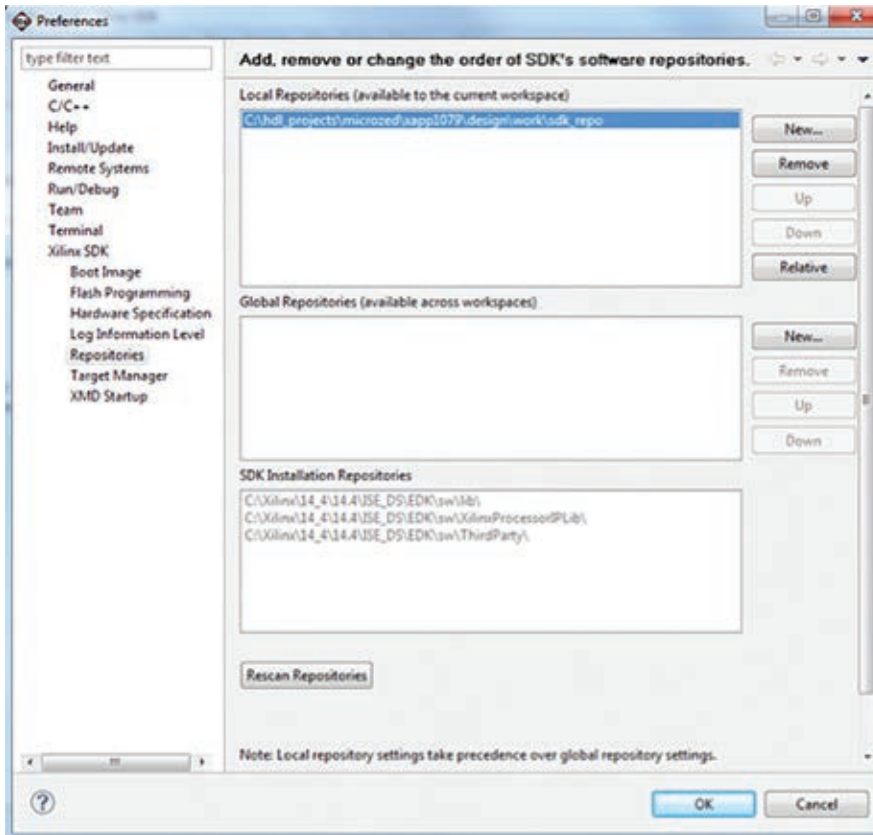 Preferences
type filter text
General
C/C++
Help
Install/Update
Remote Systems
Run/Debug
Team
Terminal
Xilinx SDK
Boot Image
Flash Programming
Hardware Specification
Log Information Level
Repositories
Target Manager
XMD Startup
Add, remove or change the order of SDK's software repositories.
Local Repositories (available to the current workspace)
C:\hdl_projects\microzed\xapp1079\design\work\sdk_repo
New...
Remove
Up
Down
Relative
Global Repositories (available across workspaces)
New...
Remove
Up
Down
SDK Installation Repositories
C:\Xilinx\14_4\14.4\ISE_DS\EDK\sw\lib\
C:\Xilinx\14_4\14.4\ISE_DS\EDK\sw\XilinxProcessorIPLib\
C:\Xilinx\14_4\14.4\ISE_DS\EDK\sw\ThirdParty\
Rescan Repositories
Note: Local repository settings take precedence over global repository settings.
OK
Cancel